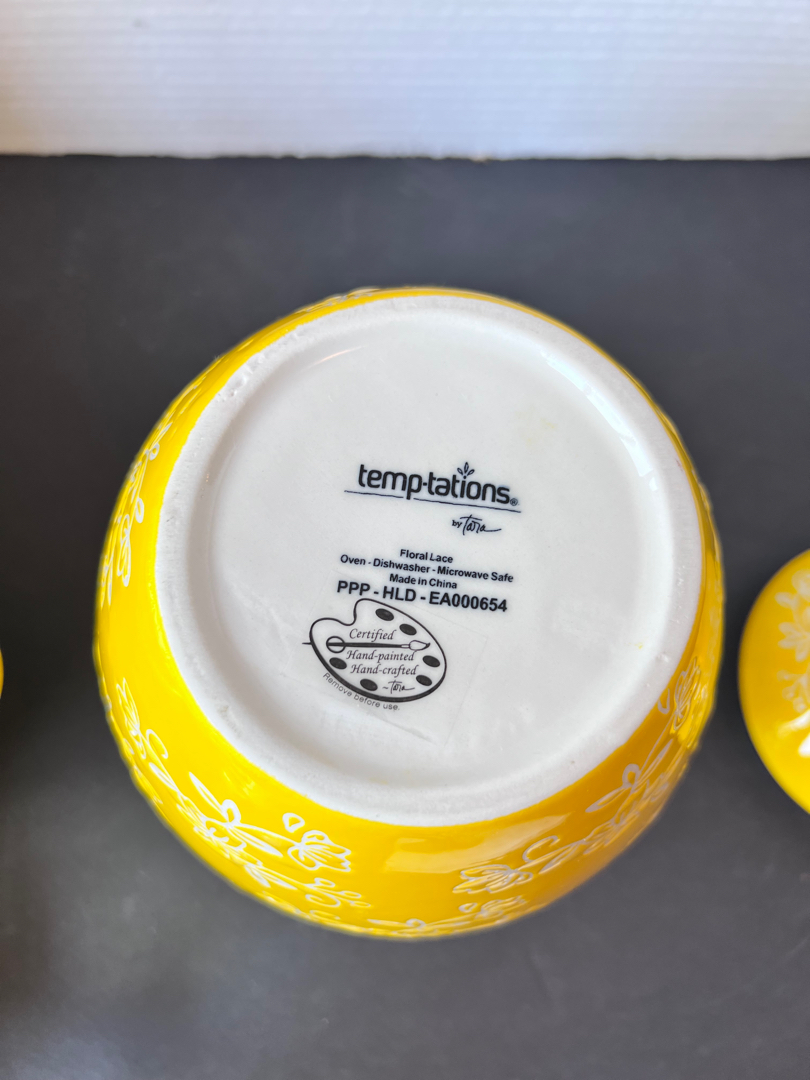 temp-tations®
by Tara
Floral Lace
Oven - Dishwasher - Microwave Safe
Made in China
PPP - HLD - EA000654
Certified
Hand-painted
Hand-crafted
~Tara
Remove before use.